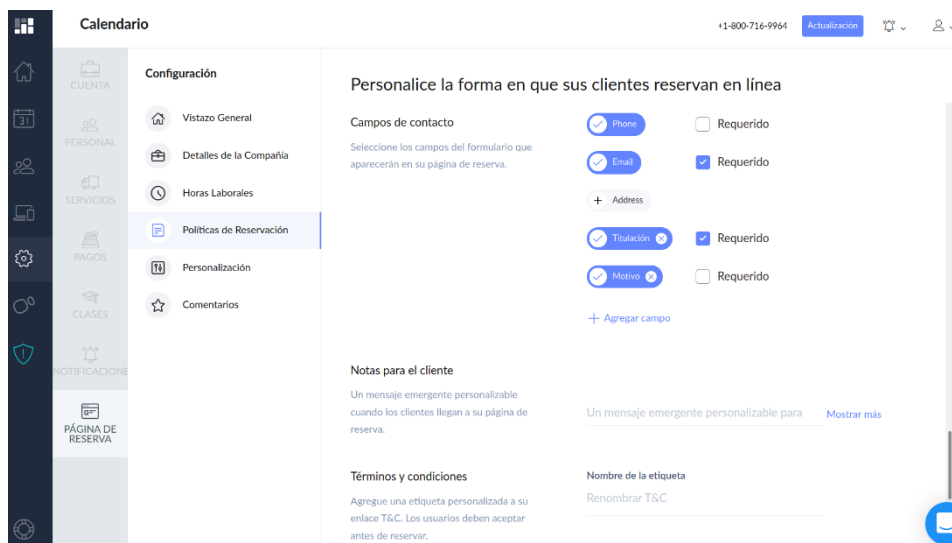 Calendario
+1-800-716-9964
Actualización
31
CUENTA
PERSONAL
SERVICIOS
PAGOS
CLASES
NOTIFICACIONE
PÁGINA DE
RESERVA
Configuración
Vistazo General
Detalles de la Compañía
Horas Laborales
Políticas de Reservación
Personalización
Comentarios
Personalice la forma en que sus clientes reservan en línea
Campos de contacto
Seleccione los campos del formulario que
aparecerán en su página de reserva.
Phone
Requerido
Email
Requerido
+ Address
Titulación
Requerido
Motivo
Requerido
+ Agregar campo
Notas para el cliente
Un mensaje emergente personalizable
cuando los clientes llegan a su página de
reserva.
Un mensaje emergente personalizable para
Mostrar más
Términos y condiciones
Agregue una etiqueta personalizada a su
enlace T&C. Los usuarios deben aceptar
antes de reservar.
Nombre de la etiqueta
Renombrar T&C